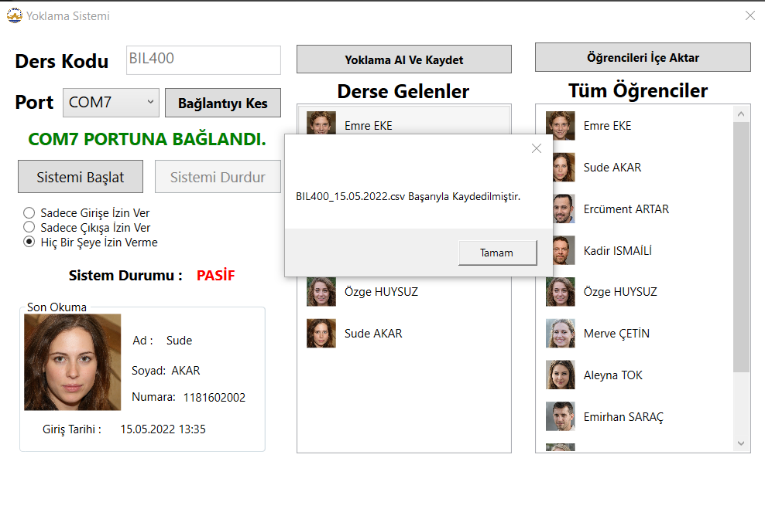 Yoklama Sistemi
Ders Kodu
BIL400
Port
COM7
Bağlantıyı Kes
COM7 PORTUNA BAĞLANDI.
Sistemi Başlat
Sistemi Durdur
Sadece Girişe İzin Ver
Sadece Çıkışa İzin Ver
Hiç Bir Şeye İzin Verme
Sistem Durumu : PASİF
Son Okuma
Ad : Sude
Soyad: AKAR
Numara: 1181602002
Giriş Tarihi : 15.05.2022 13:35
Yoklama Al Ve Kaydet
Derse Gelenler
Emre EKE
Özge HUYSUZ
Sude AKAR
BIL400_15.05.2022.csv Başarıyla Kaydedilmiştir.
Tamam
Öğrencileri İçe Aktar
Tüm Öğrenciler
Emre EKE
Sude AKAR
Ercüment ARTAR
Kadir ISMAİLİ
Özge HUYSUZ
Merve ÇETİN
Aleyna TOK
Emirhan SARAÇ